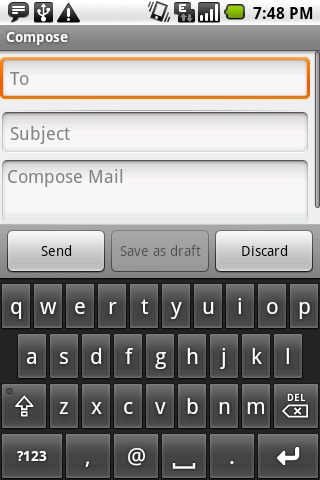 7:48 PM
Compose
To
Subject
Compose Mail
Send Save as draft Discard
q w e r t y u i o p
a s d f g h j k l
z x c v b n m DEL
?123 , @ .